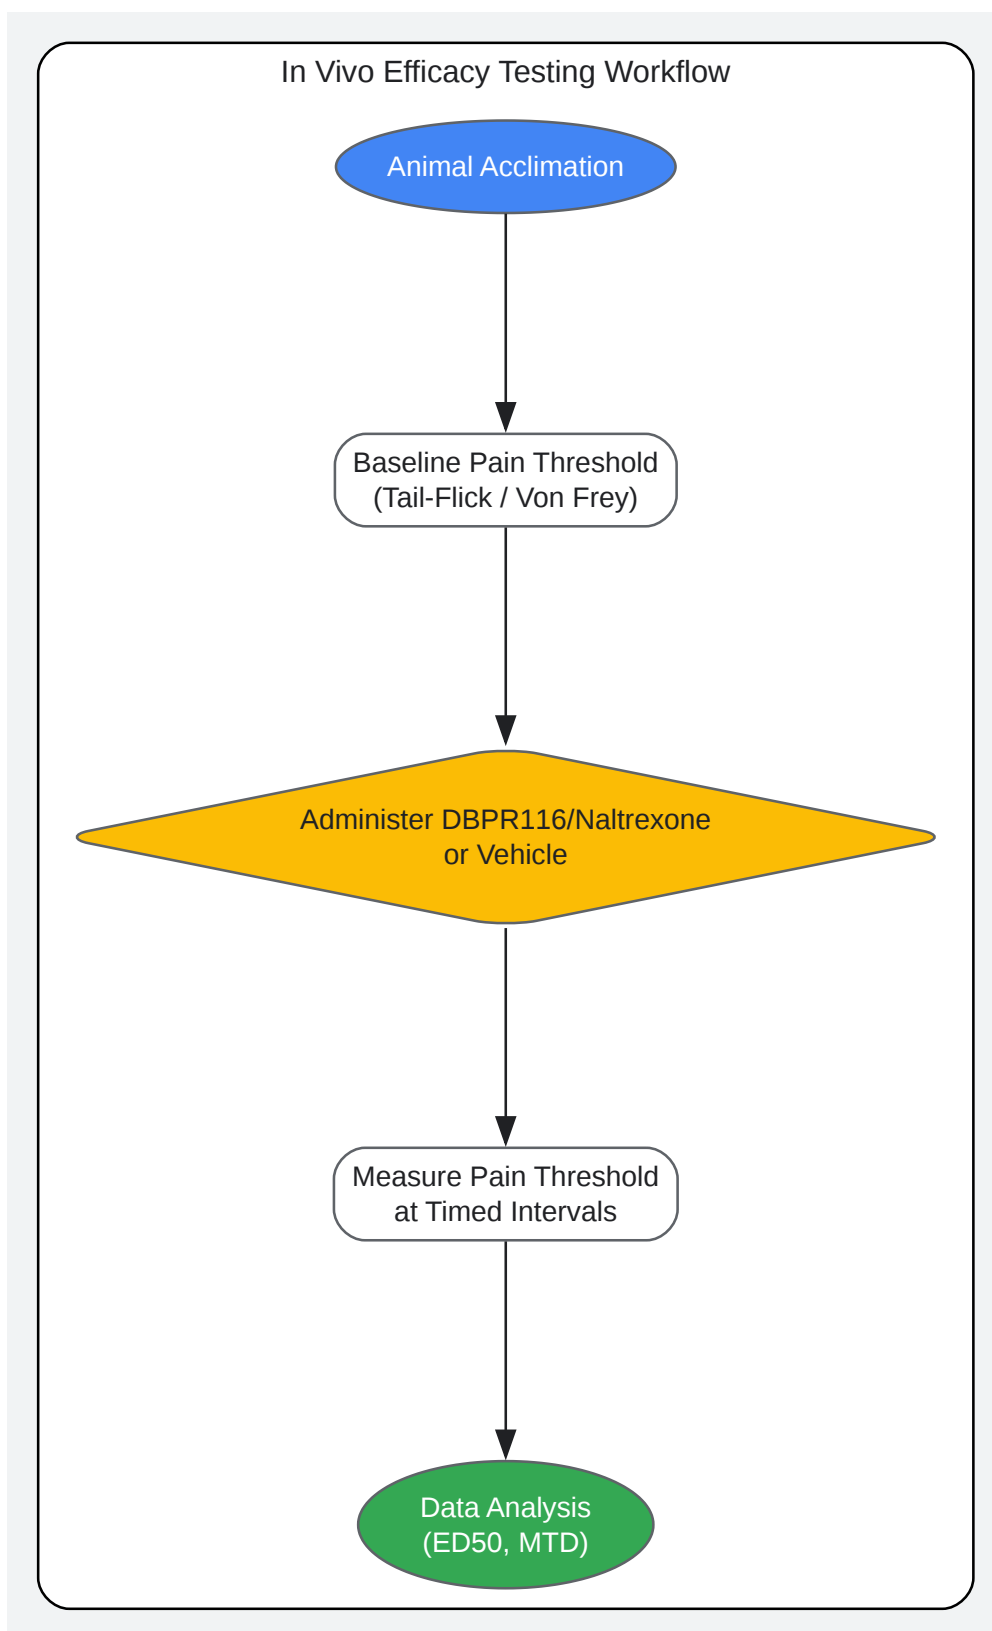 In Vivo Efficacy Testing Workflow
Animal Acclimation
Baseline Pain Threshold
(Tail-Flick / Von Frey)
Administer DBPR116/Naltrexone
or Vehicle
Measure Pain Threshold
at Timed Intervals
Data Analysis
(ED50, MTD)